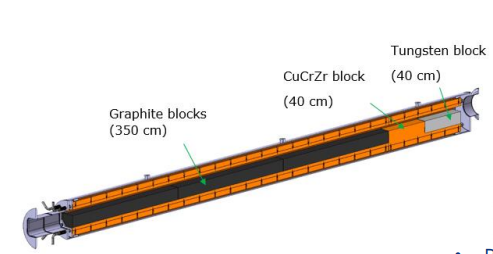 Tungsten block
(40 cm)
CuCrZr block
(40 cm)
Graphite blocks
(350 cm)